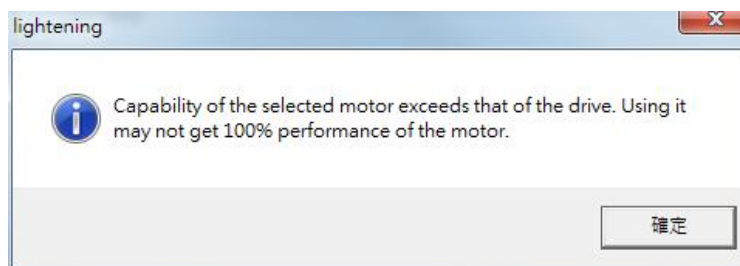 lightening
Capability of the selected motor exceeds that of the drive. Using it
may not get 100% performance of the motor.
確定